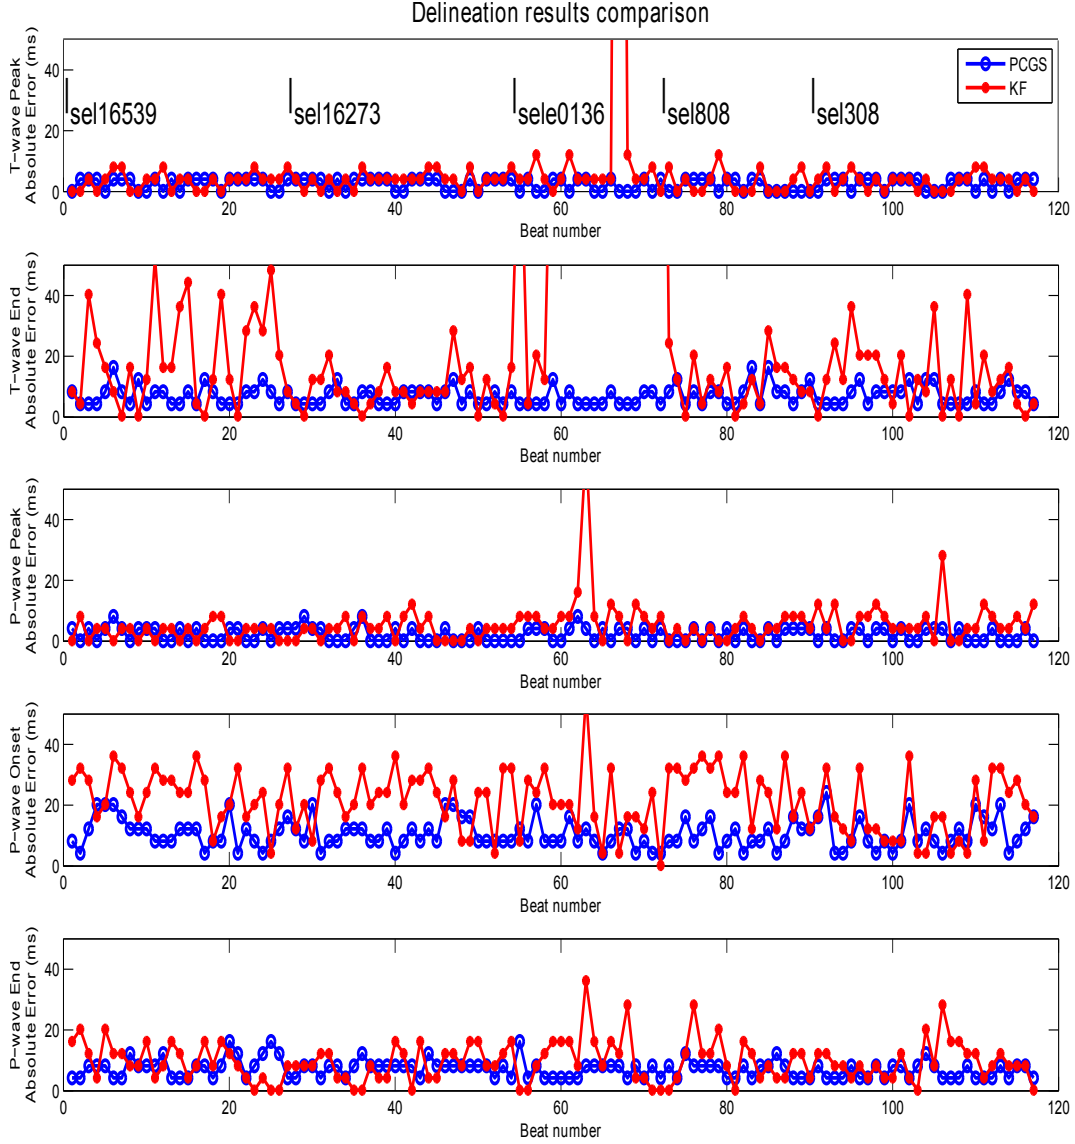 Delineation results comparison
T-wave Peak
Absolute Error (ms)
40
20
0
sel16539
sel16273
sele0136
sel808
sel308
PCGS
KF
0 20 40 60 80 100 120
Beat number
T-wave End
Absolute Error (ms)
40
20
0
0 20 40 60 80 100 120
Beat number
P-wave Peak
Absolute Error (ms)
40
20
0
0 20 40 60 80 100 120
Beat number
P-wave Onset
Absolute Error (ms)
40
20
0
0 20 40 60 80 100 120
Beat number
P-wave End
Absolute Error (ms)
40
20
0
0 20 40 60 80 100 120
Beat number